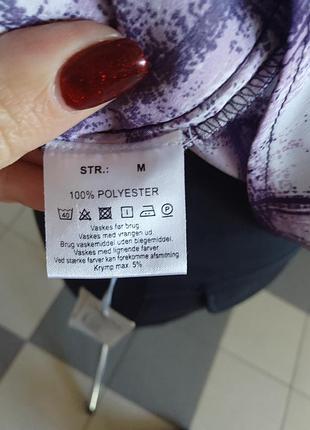 STR.: M
100% POLYESTER
40 P
Vaskes før brug
Vaskes med vrangen ud.
Brug vaskemiddel uden blegemiddel.
Vaskes med lignende farver
Ved stærke farver kan forekomme afsmitning
Krymp max. 5%